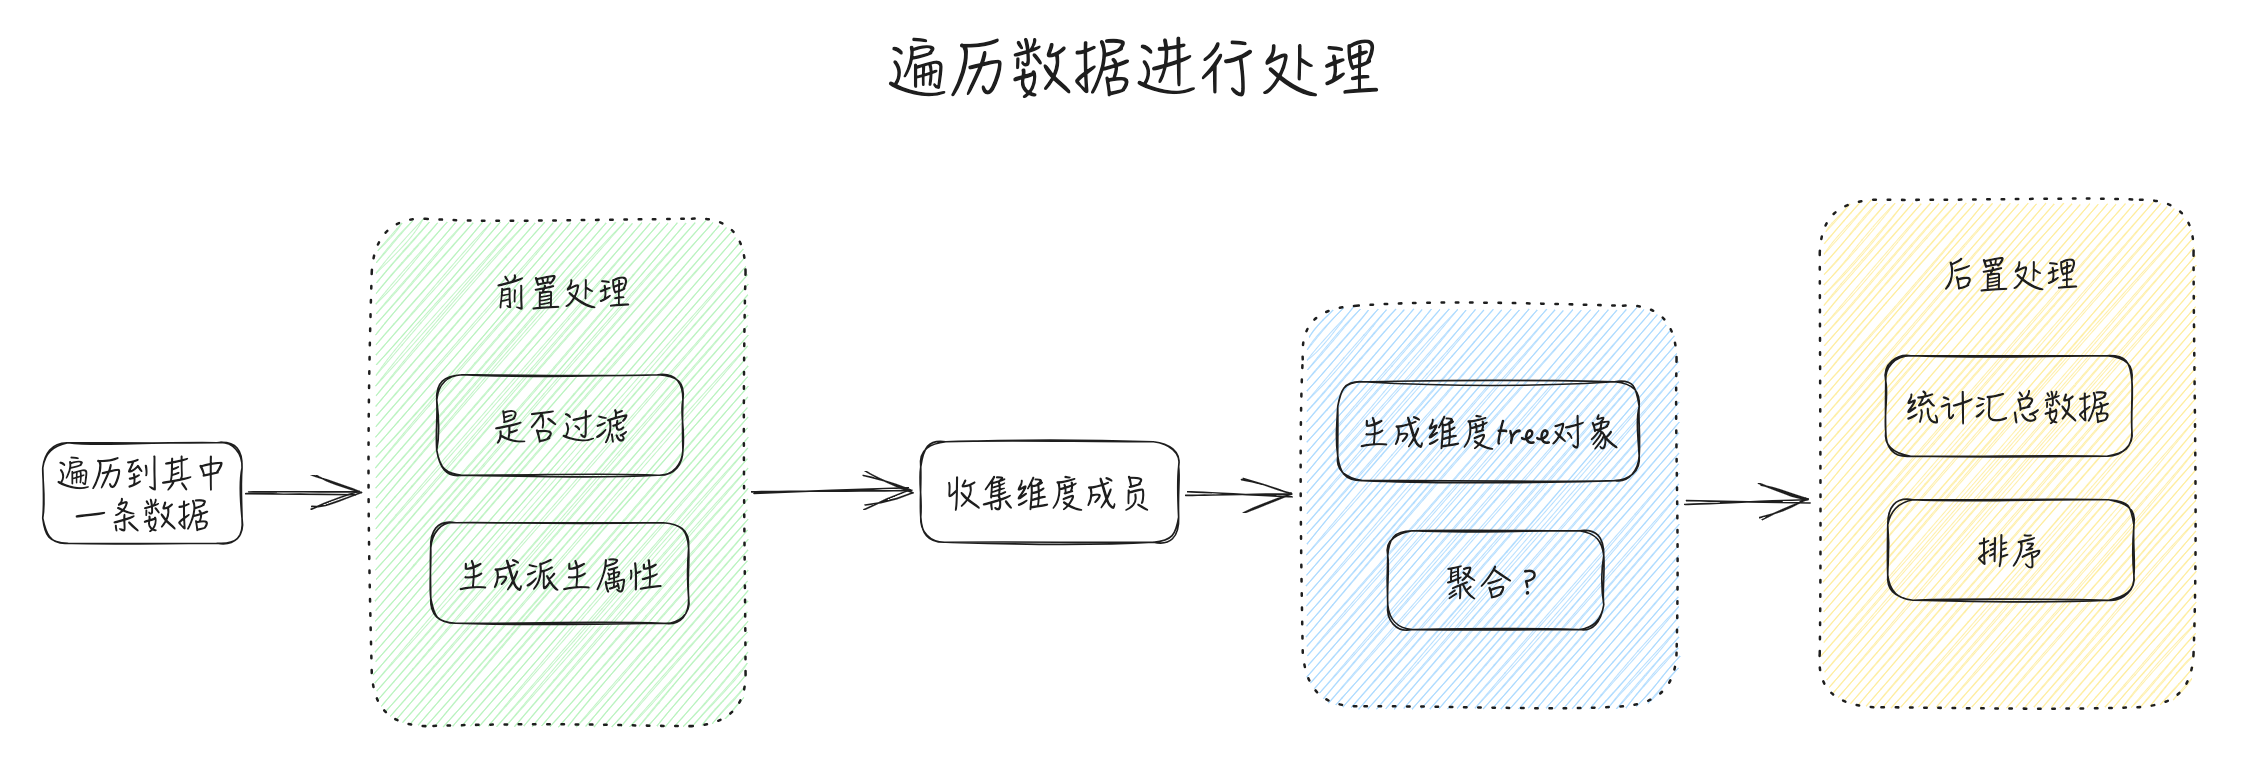 遍历数据进行处理
遍历到其中
一条数据
前置处理
是否过滤
生成派生属性
收集维度成员
生成维度tree对象
聚合？
后置处理
统计汇总数据
排序